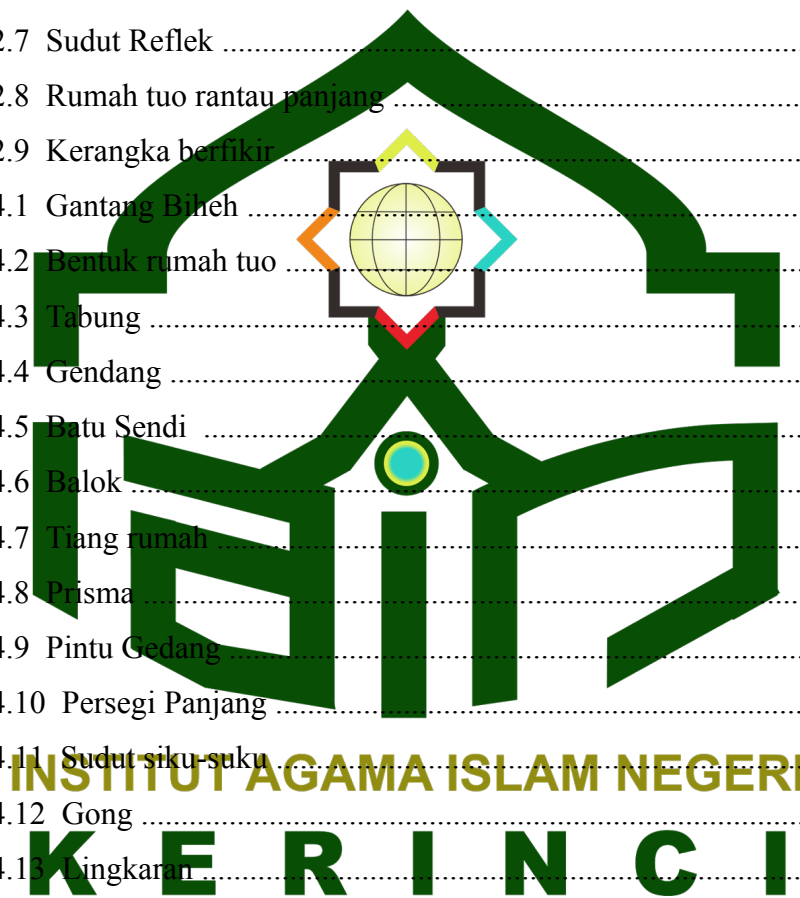 2.7 Sudut Reflek ........................................................................
2.8 Rumah tuo rantau panjang ..................................................
2.9 Kerangka berfikir ................................................................
4.1 Gantang Biheh .....................................................................
4.2 Bentuk rumah tuo ................................................................
4.3 Tabung .................................................................................
4.4 Gendang ..............................................................................
4.5 Batu Sendi ..........................................................................
4.6 Balok ...................................................................................
4.7 Tiang rumah ........................................................................
4.8 Prisma ..................................................................................
4.9 Pintu Gedang .......................................................................
4.10 Persegi Panjang .................................................................
4.11 Sudut siku-suku .................................................................
INSTITUT AGAMA ISLAM NEGERI
4.12 Gong ..................................................................................
4.13 Lingkaran ...........................................................................
KERINCI